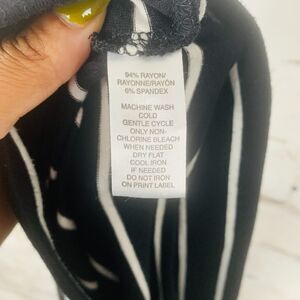 94% RAYON/
RAYONNE/RAYÓN
6% SPANDEX
MACHINE WASH
COLD
GENTLE CYCLE
ONLY NON-
CHLORINE BLEACH
WHEN NEEDED
DRY FLAT
COOL IRON
IF NEEDED
DO NOT IRON
ON PRINT LABEL